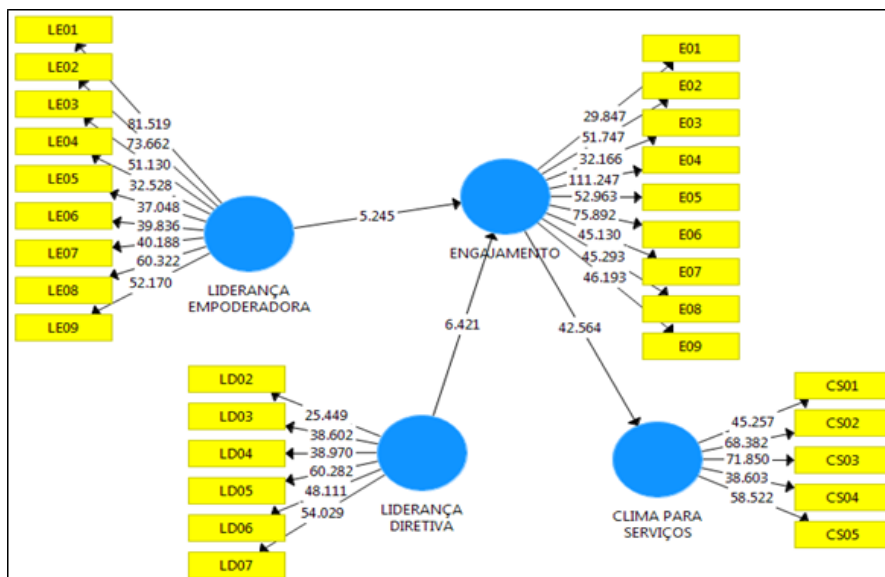 LE01
LE02
LE03
LE04
LE05
LE06
LE07
LE08
LE09
81.519
73.662
51.130
32.528
37.048
39.836
40.188
60.322
52.170
LIDERANÇA
EMPODERADORA
5.245
ENGAJAMENTO
29.847
51.747
32.166
111.247
52.963
75.892
45.130
45.293
46.193
E01
E02
E03
E04
E05
E06
E07
E08
E09
6.421
42.564
LD02
LD03
LD04
LD05
LD06
LD07
25.449
38.602
38.970
60.282
48.111
54.029
LIDERANÇA
DIRETIVA
CLIMA PARA
SERVIÇOS
45.257
68.382
71.850
38.603
58.522
CS01
CS02
CS03
CS04
CS05